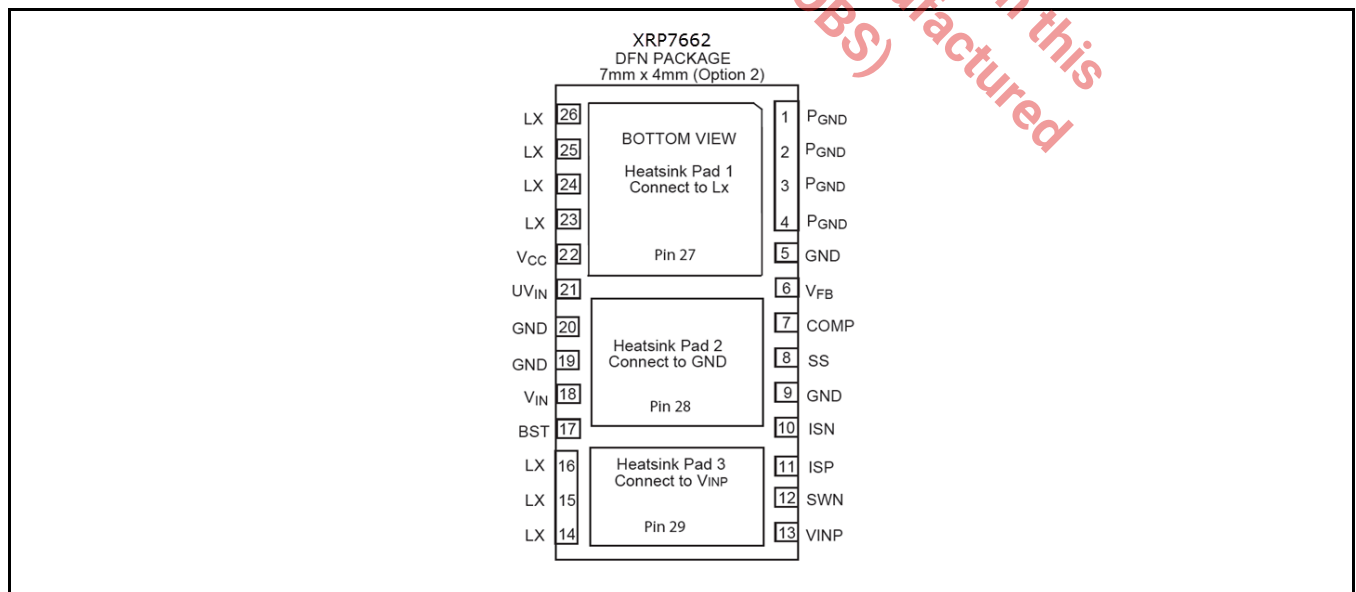 XRP7662
DFN PACKAGE
7mm x 4mm (Option 2)
LX 26
LX 25
LX 24
LX 23
VCC 22
UVIN 21
GND 20
GND 19
VIN 18
BST 17
LX 16
LX 15
LX 14
BOTTOM VIEW
Heatsink Pad 1
Connect to Lx
Pin 27
Heatsink Pad 2
Connect to GND
Pin 28
Heatsink Pad 3
Connect to VINP
Pin 29
1 PGND
2 PGND
3 PGND
4 PGND
5 GND
6 VFB
7 COMP
8 SS
9 GND
10 ISN
11 ISP
12 SWN
13 VINP
this
BS)